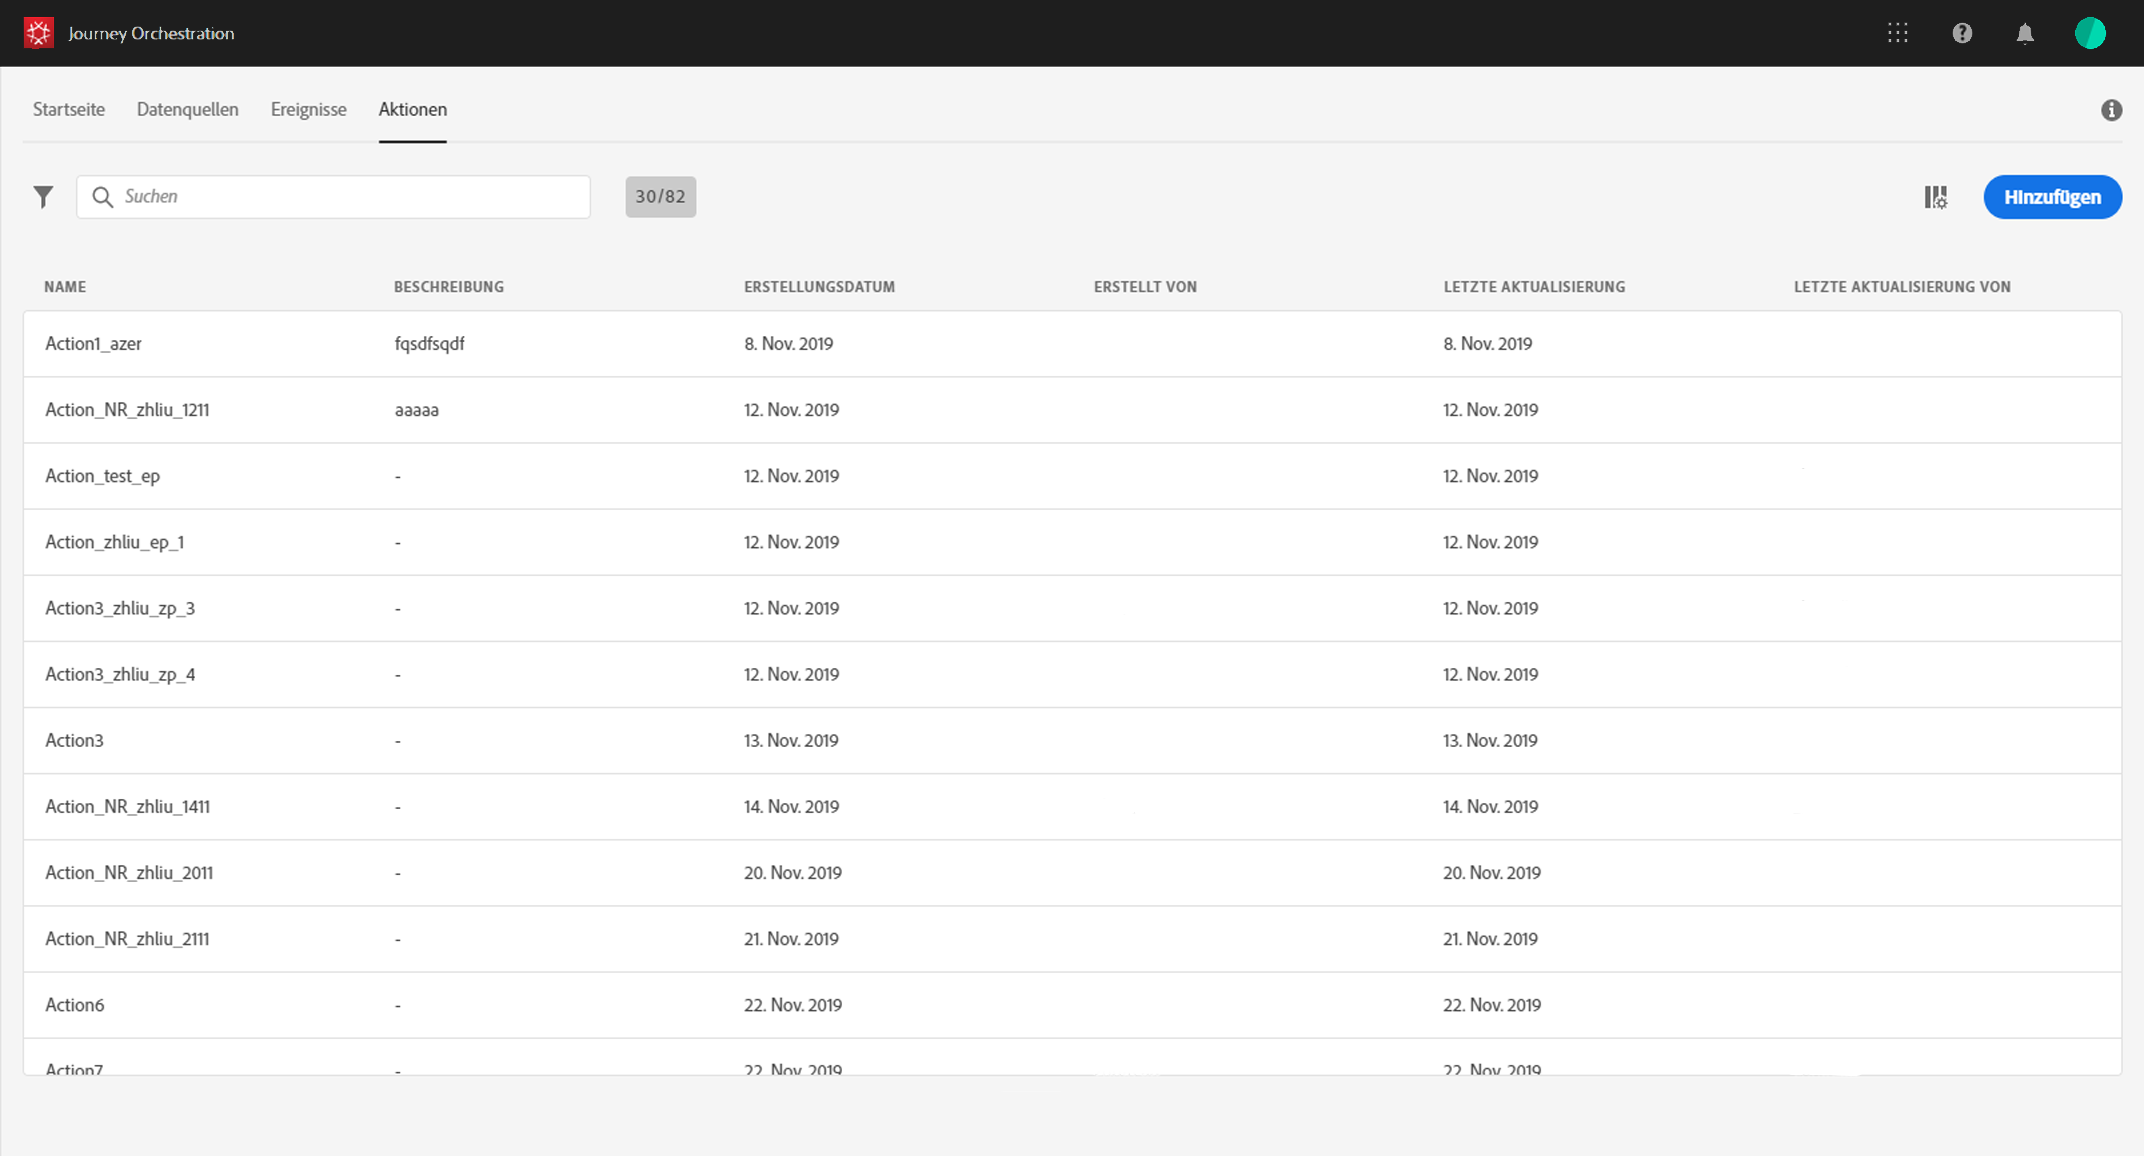 Journey Orchestration
Startseite Datenquellen Ereignisse Aktionen
Suchen 30/82 Hinzufügen
NAME BESCHREIBUNG ERSTELLUNGSDATUM ERSTELLT VON LETZTE AKTUALISIERUNG LETZTE AKTUALISIERUNG VON
Action1_azer fqsdfsqdf 8. Nov. 2019 8. Nov. 2019
Action_NR_zhliu_1211 aaaaa 12. Nov. 2019 12. Nov. 2019
Action_test_ep - 12. Nov. 2019 12. Nov. 2019
Action_zhliu_ep_1 - 12. Nov. 2019 12. Nov. 2019
Action3_zhliu_zp_3 - 12. Nov. 2019 12. Nov. 2019
Action3_zhliu_zp_4 - 12. Nov. 2019 12. Nov. 2019
Action3 - 13. Nov. 2019 13. Nov. 2019
Action_NR_zhliu_1411 - 14. Nov. 2019 14. Nov. 2019
Action_NR_zhliu_2011 - 20. Nov. 2019 20. Nov. 2019
Action_NR_zhliu_2111 - 21. Nov. 2019 21. Nov. 2019
Action6 - 22. Nov. 2019 22. Nov. 2019
Action7 - 22. Nov. 2019 22. Nov. 2019